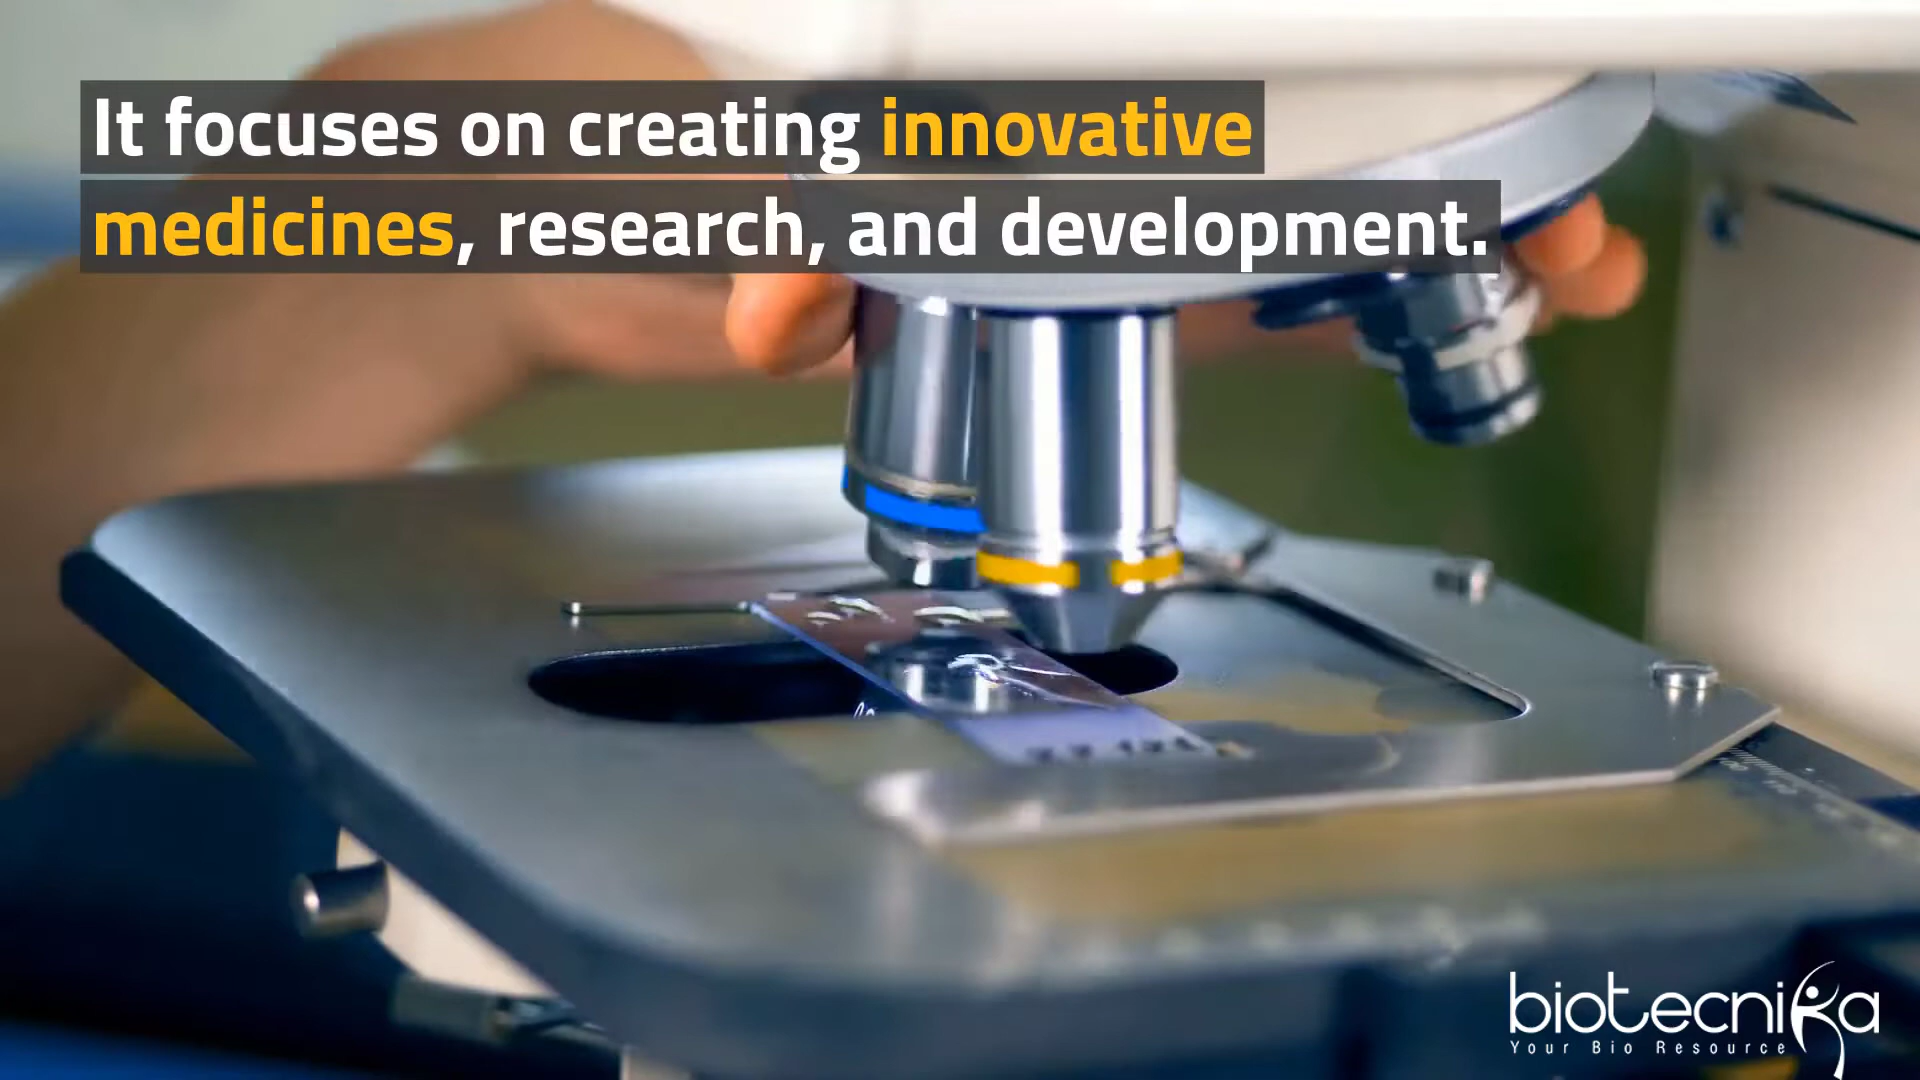 It focuses on creating innovative
medicines, research, and development.
biotecnika
Your Bio Resource